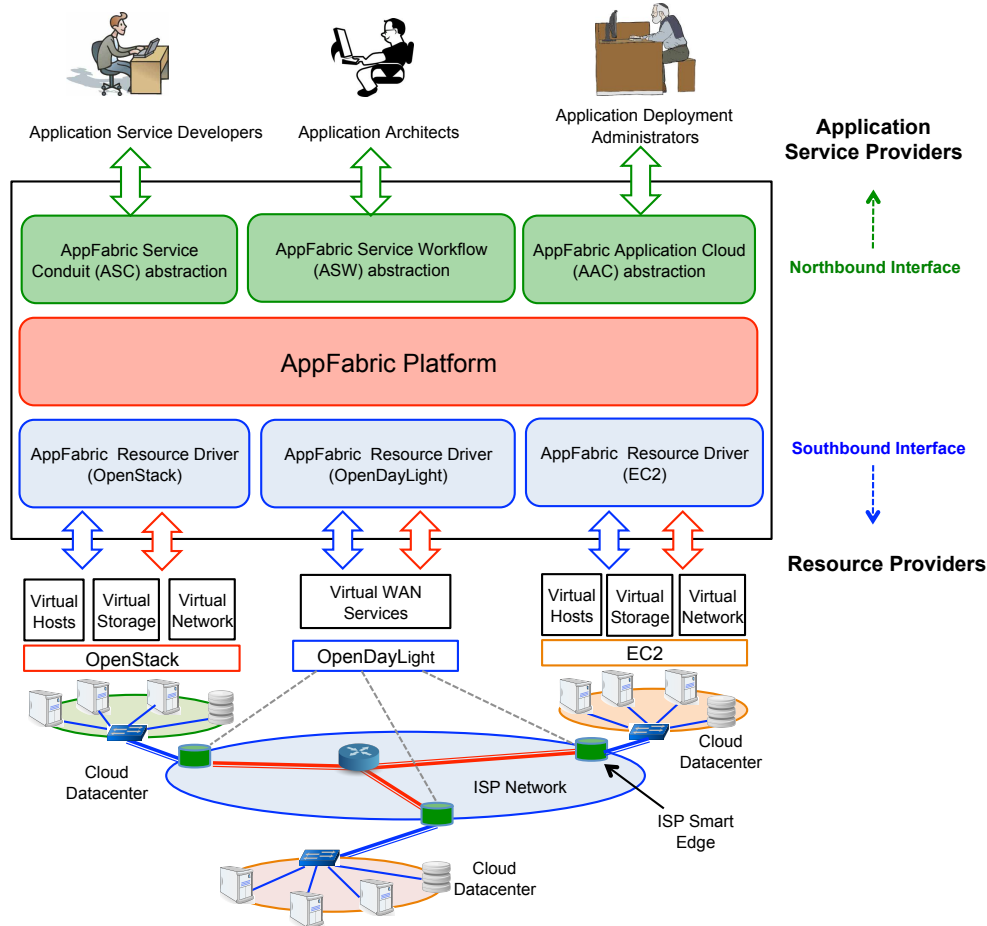 Application Service Developers
Application Architects
Application Deployment
Administrators
Application
Service Providers
AppFabric Service
Conduit (ASC) abstraction
AppFabric Service Workflow
(ASW) abstraction
AppFabric Application Cloud
(AAC) abstraction
Northbound Interface
AppFabric Platform
AppFabric Resource Driver
(OpenStack)
AppFabric Resource Driver
(OpenDayLight)
AppFabric Resource Driver
(EC2)
Southbound Interface
Resource Providers
Virtual
Hosts
Virtual
Storage
Virtual
Network
Virtual WAN
Services
Virtual
Hosts
Virtual
Storage
Virtual
Network
OpenStack
OpenDayLight
EC2
Cloud
Datacenter
Cloud
Datacenter
ISP Network
ISP Smart
Edge
Cloud
Datacenter